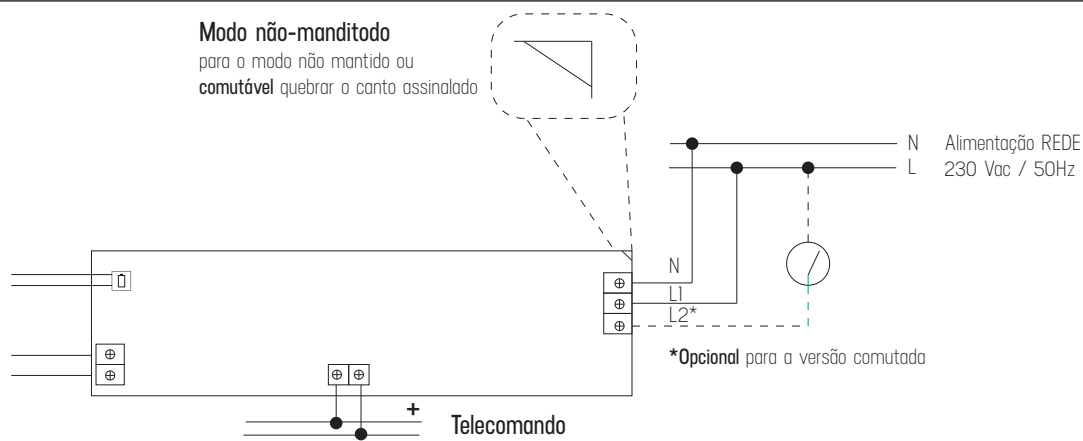 Modo não-manditodo
para o modo não mantido ou
comutável quebrar o canto assinalado
N Alimentação REDE
L 230 Vac / 50Hz
N
L1
L2*
*Opcional para a versão comutada
+
Telecomando